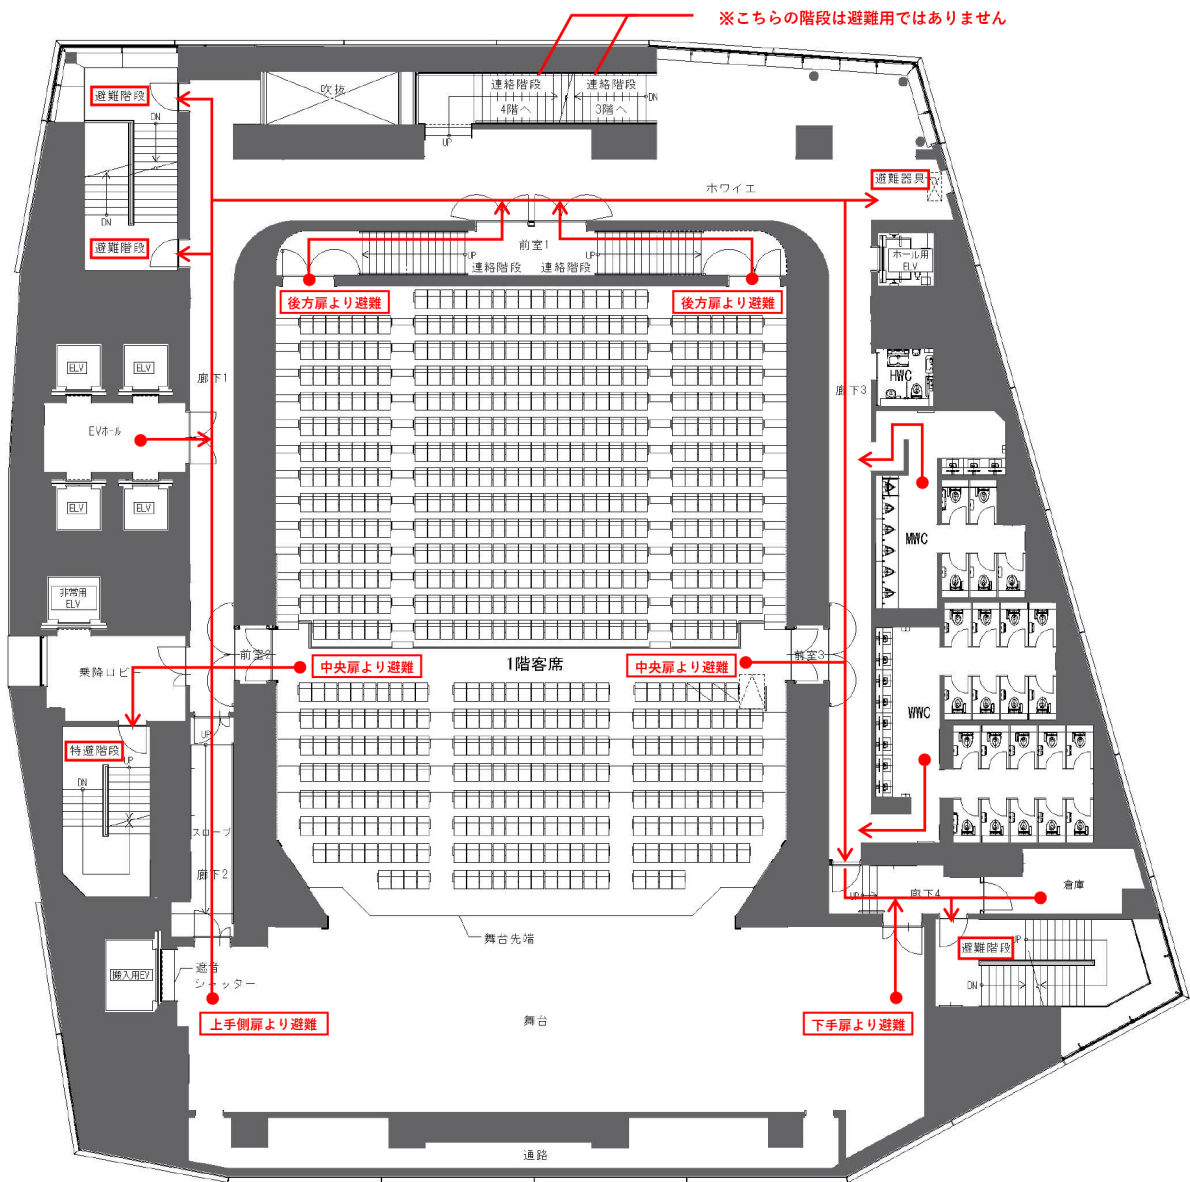 ※こちらの階段は避難用ではありません
避難階段
DN
DN
避難階段
吹抜
連絡階段
4階へ
UP
連絡階段
3階へ
DN
ホワイエ
避難器具
前室1
UP
UP
連絡階段
連絡階段
ホール用
ELV
後方扉より避難
後方扉より避難
ELV
ELV
廊下1
廊下3
HWC
EVホール
ELV
ELV
MWC
非常用
ELV
前室2
前室3
乗降ロビー
中央扉より避難
1階客席
中央扉より避難
WWC
特避階段
UP
DN
UP
スロープ
廊下2
UP
廊下4
倉庫
舞台先端
避難階段
UP
DN
搬入用EV
遮音
シャッター
上手側扉より避難
舞台
下手扉より避難
通路